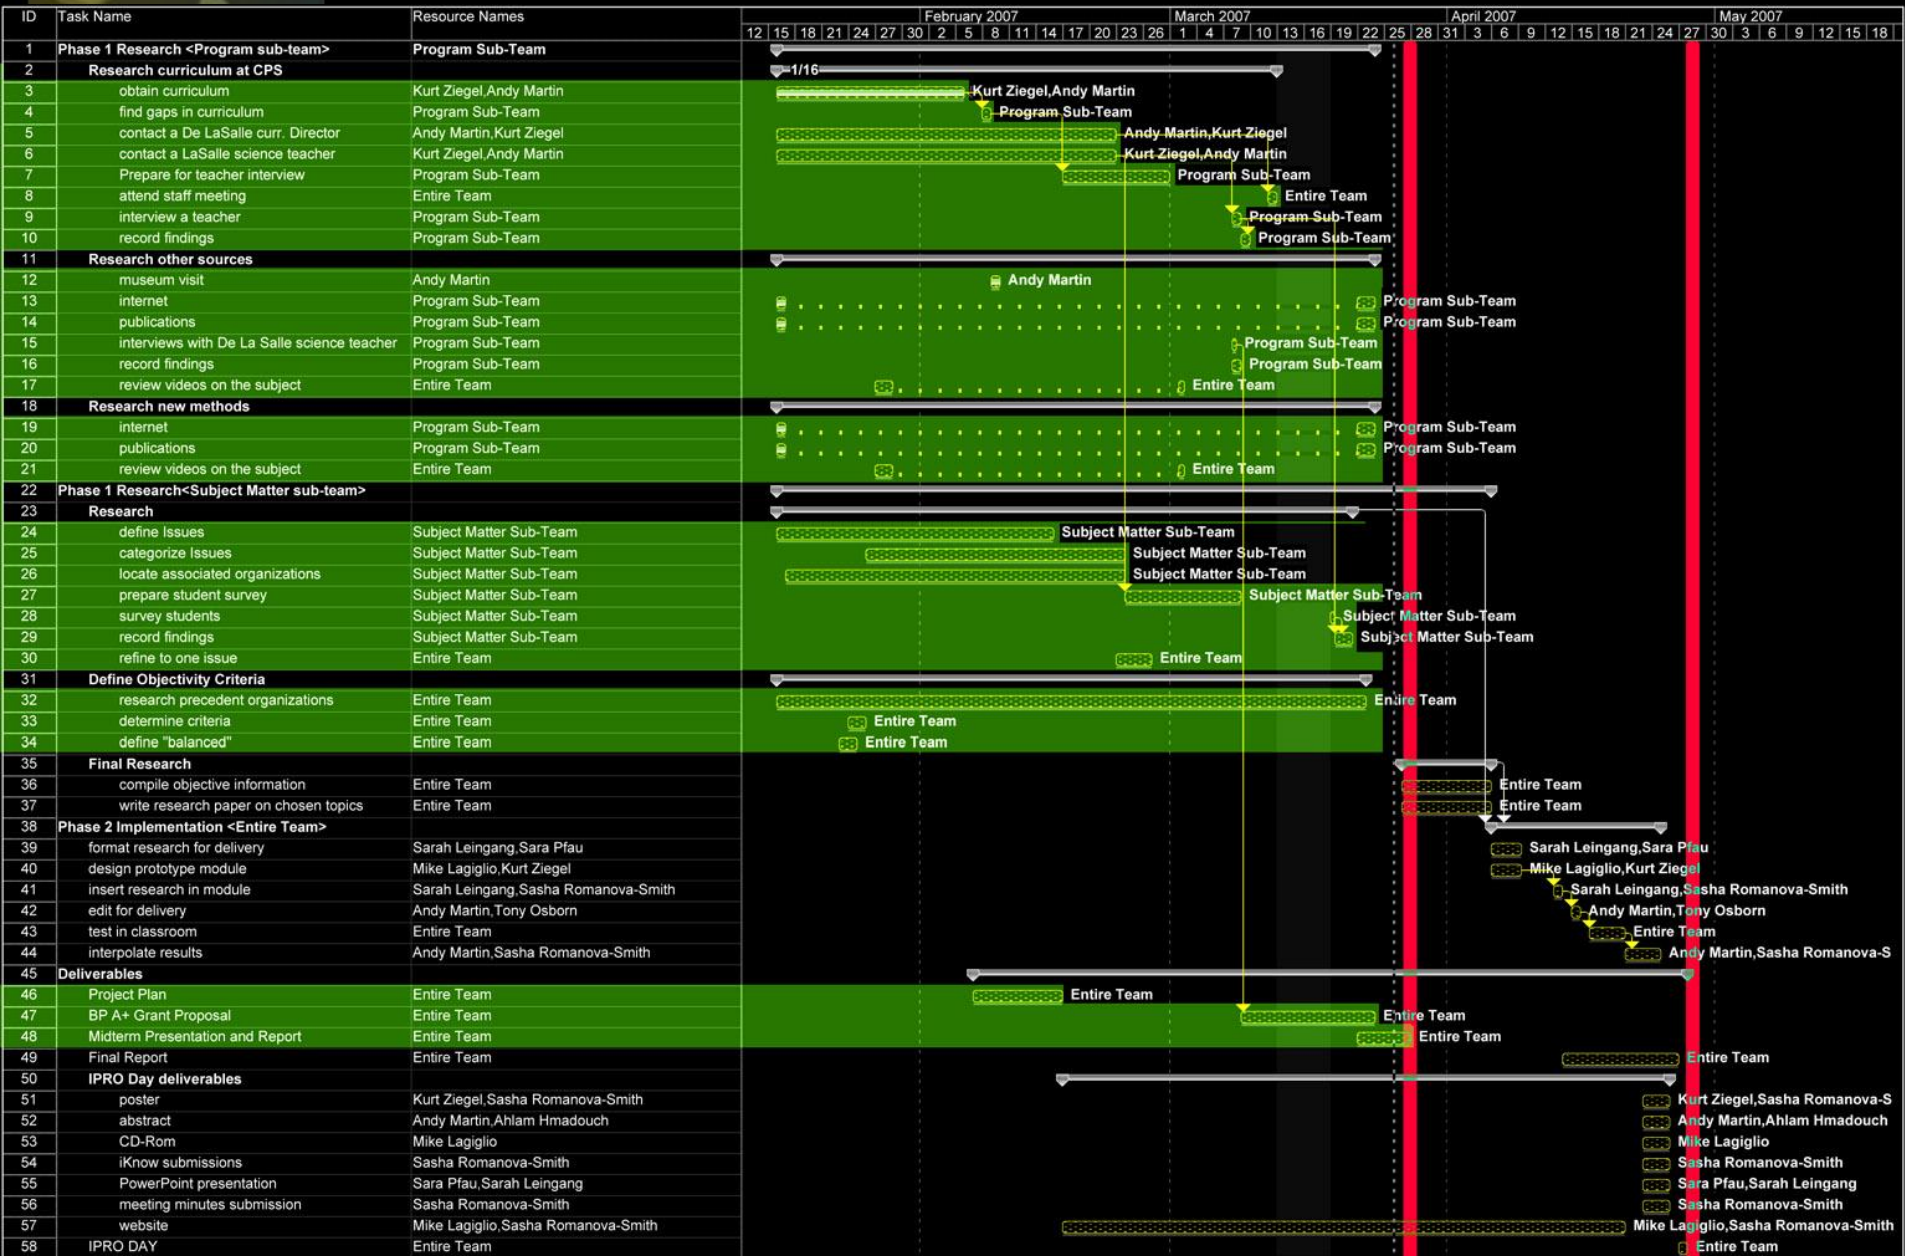 ID Task Name Resource Names February 2007 March 2007 April 2007 May 2007
12 15 18 21 24 27 30 2 5 8 11 14 17 20 23 26 1 4 7 10 13 16 19 22 25 28 31 3 6 9 12 15 18 21 24 27 30 3 6 9 12 15 18
1 Phase 1 Research <Program sub-team> Program Sub-Team
2 Research curriculum at CPS 1/16
3 obtain curriculum Kurt Ziegel,Andy Martin Kurt Ziegel,Andy Martin
4 find gaps in curriculum Program Sub-Team Program Sub-Team
5 contact a De LaSalle curr. Director Andy Martin,Kurt Ziegel Andy Martin,Kurt Ziegel
6 contact a LaSalle science teacher Kurt Ziegel,Andy Martin Kurt Ziegel,Andy Martin
7 Prepare for teacher interview Program Sub-Team Program Sub-Team
8 attend staff meeting Entire Team Entire Team
9 interview a teacher Program Sub-Team Program Sub-Team
10 record findings Program Sub-Team Program Sub-Team
11 Research other sources
12 museum visit Andy Martin Andy Martin
13 internet Program Sub-Team Program Sub-Team
14 publications Program Sub-Team Program Sub-Team
15 interviews with De La Salle science teacher Program Sub-Team Program Sub-Team
16 record findings Program Sub-Team Program Sub-Team
17 review videos on the subject Entire Team Entire Team
18 Research new methods
19 internet Program Sub-Team Program Sub-Team
20 publications Program Sub-Team Program Sub-Team
21 review videos on the subject Entire Team Entire Team
22 Phase 1 Research<Subject Matter sub-team>
23 Research
24 define Issues Subject Matter Sub-Team Subject Matter Sub-Team
25 categorize Issues Subject Matter Sub-Team Subject Matter Sub-Team
26 locate associated organizations Subject Matter Sub-Team Subject Matter Sub-Team
27 prepare student survey Subject Matter Sub-Team Subject Matter Sub-Team
28 survey students Subject Matter Sub-Team Subject Matter Sub-Team
29 record findings Subject Matter Sub-Team Subject Matter Sub-Team
30 refine to one issue Entire Team Entire Team
31 Define Objectivity Criteria
32 research precedent organizations Entire Team Entire Team
33 determine criteria Entire Team Entire Team
34 define "balanced" Entire Team Entire Team
35 Final Research
36 compile objective information Entire Team Entire Team
37 write research paper on chosen topics Entire Team Entire Team
38 Phase 2 Implementation <Entire Team>
39 format research for delivery Sarah Leingang,Sara Pfau Sarah Leingang,Sara Pfau
40 design prototype module Mike Lagiglio,Kurt Ziegel Mike Lagiglio,Kurt Ziegel
41 insert research in module Sarah Leingang,Sasha Romanova-Smith Sarah Leingang,Sasha Romanova-Smith
42 edit for delivery Andy Martin,Tony Osborn Andy Martin,Tony Osborn
43 test in classroom Entire Team Entire Team
44 interpolate results Andy Martin,Sasha Romanova-Smith Andy Martin,Sasha Romanova-S
45 Deliverables
46 Project Plan Entire Team Entire Team
47 BP A+ Grant Proposal Entire Team Entire Team
48 Midterm Presentation and Report Entire Team Entire Team
49 Final Report Entire Team Entire Team
50 IPRO Day deliverables
51 poster Kurt Ziegel,Sasha Romanova-Smith Kurt Ziegel,Sasha Romanova-S
52 abstract Andy Martin,Ahlam Hmadouch Andy Martin,Ahlam Hmadouch
53 CD-Rom Mike Lagiglio Mike Lagiglio
54 iKnow submissions Sasha Romanova-Smith Sasha Romanova-Smith
55 PowerPoint presentation Sara Pfau,Sarah Leingang Sara Pfau,Sarah Leingang
56 meeting minutes submission Sasha Romanova-Smith Sasha Romanova-Smith
57 website Mike Lagiglio,Sasha Romanova-Smith Mike Lagiglio,Sasha Romanova-Smith
58 IPRO DAY Entire Team Entire Team